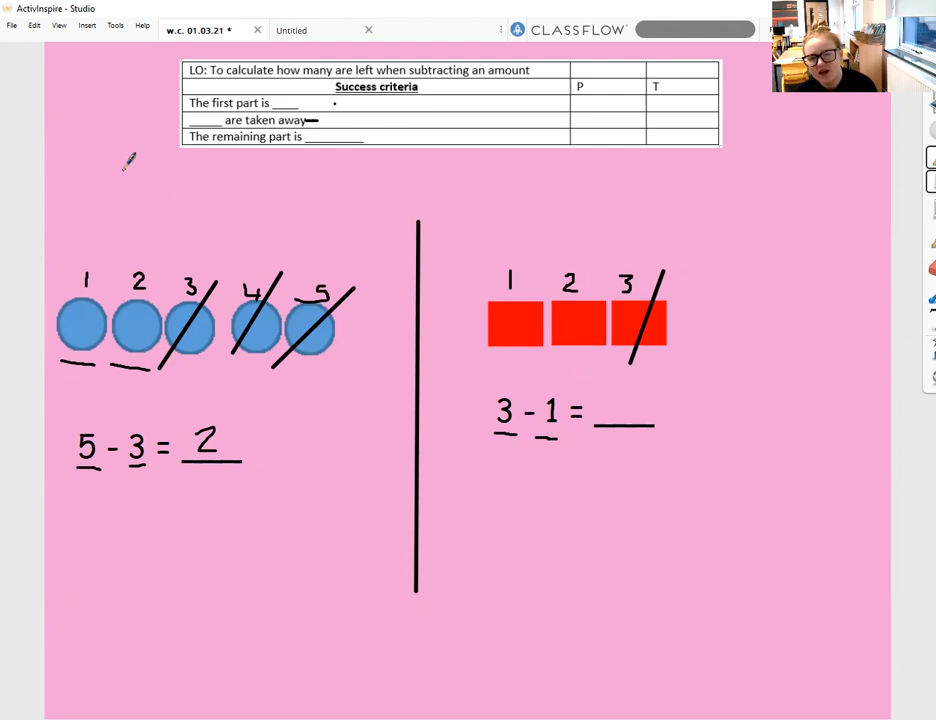 ActivInspire - Studio
File Edit View Insert Tools Help
w.c. 01.03.21 * Untitled CLASSFLOW
LO: To calculate how many are left when subtracting an amount
Success criteria P T
The first part is ____
_____ are taken away
The remaining part is _________
1 2 3 4 5
5 - 3 = 2
1 2 3
3 - 1 = ____